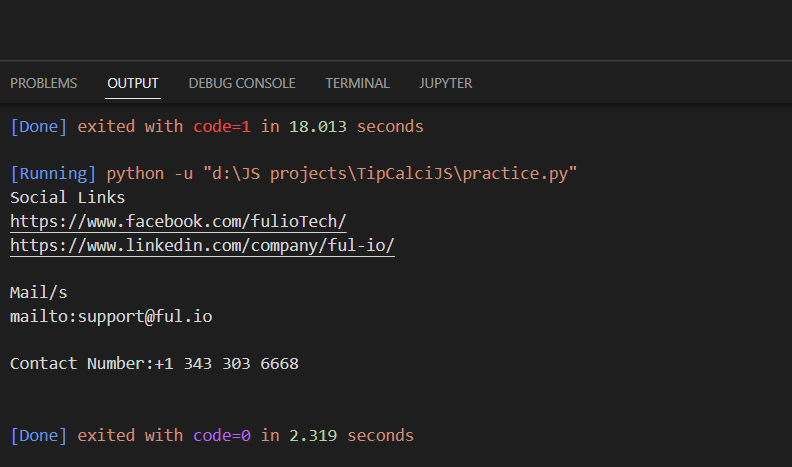 PROBLEMS OUTPUT DEBUG CONSOLE TERMINAL JUPYTER
[Done] exited with code=1 in 18.013 seconds
[Running] python -u "d:\JS projects\TipCalciJS\practice.py"
Social Links
https://www.facebook.com/fulioTech/
https://www.linkedin.com/company/ful-io/
Mail/s
mailto:support@ful.io
Contact Number:+1 343 303 6668
[Done] exited with code=0 in 2.319 seconds